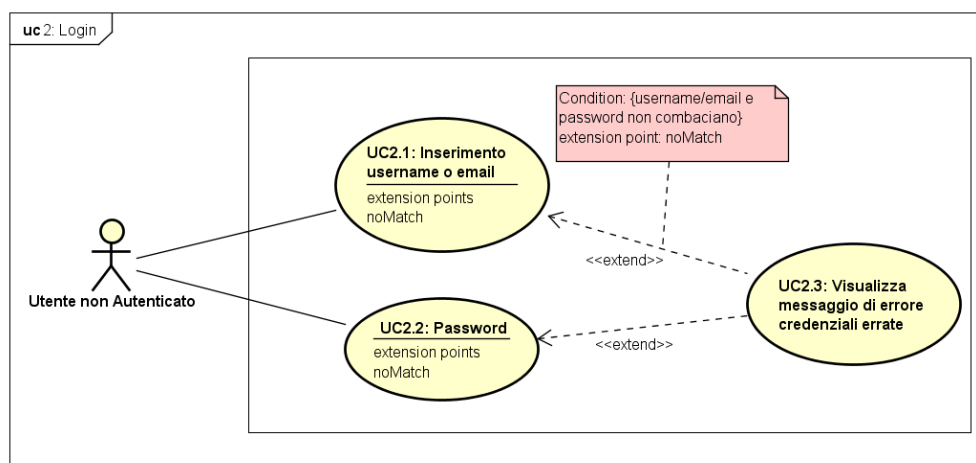 uc 2: Login
Condition: {username/email e
password non combaciano}
extension point: noMatch
UC2.1: Inserimento
username o email
extension points
noMatch
<<extend>>
Utente non Autenticato
UC2.3: Visualizza
messaggio di errore
credenziali errate
UC2.2: Password
extension points
noMatch
<<extend>>